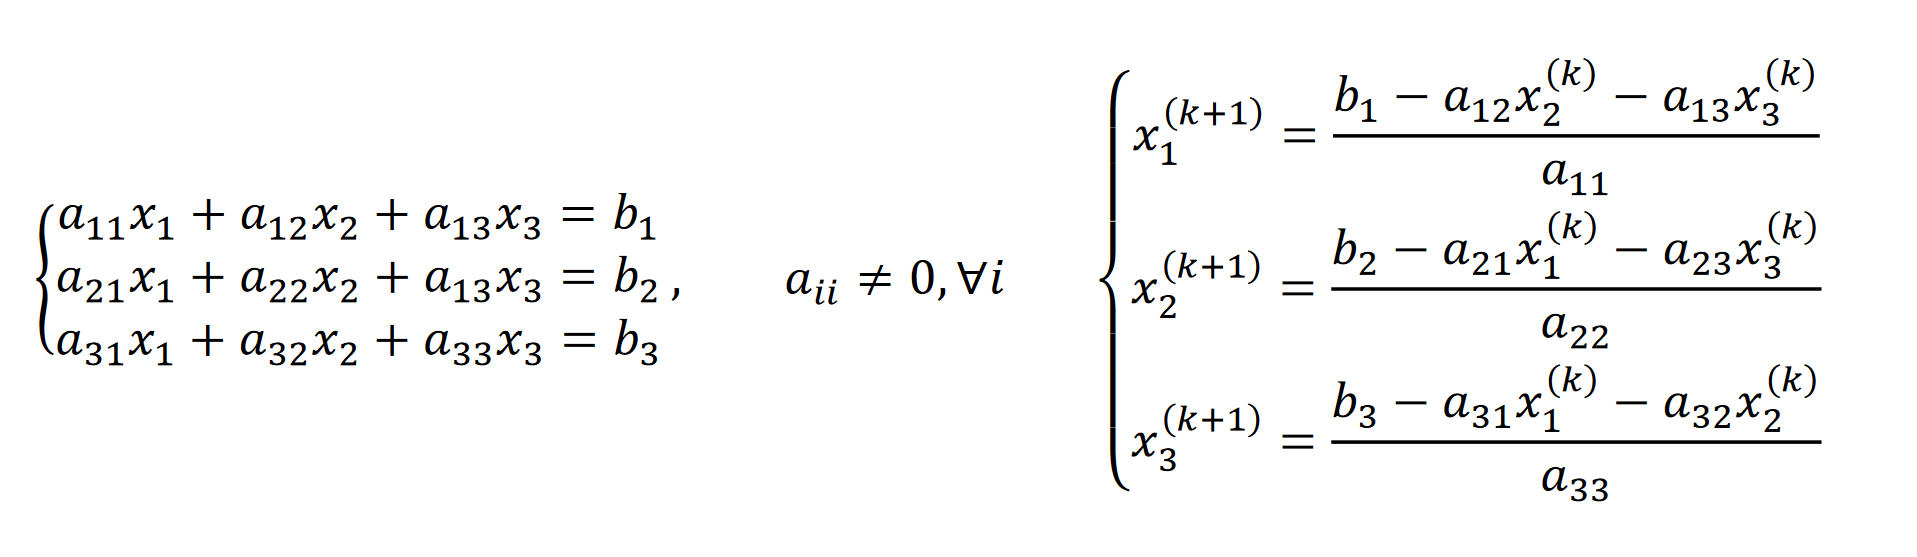 a₁₁x₁ + a₁₂x₂ + a₁₃x₃ = b₁
a₂₁x₁ + a₂₂x₂ + a₁₃x₃ = b₂ ,
a₃₁x₁ + a₃₂x₂ + a₃₃x₃ = b₃
aᵢᵢ ≠ 0, ∀i
x₁⁽ᵏ⁺¹⁾ = (b₁ − a₁₂x₂⁽ᵏ⁾ − a₁₃x₃⁽ᵏ⁾) / a₁₁
x₂⁽ᵏ⁺¹⁾ = (b₂ − a₂₁x₁⁽ᵏ⁾ − a₂₃x₃⁽ᵏ⁾) / a₂₂
x₃⁽ᵏ⁺¹⁾ = (b₃ − a₃₁x₁⁽ᵏ⁾ − a₃₂x₂⁽ᵏ⁾) / a₃₃